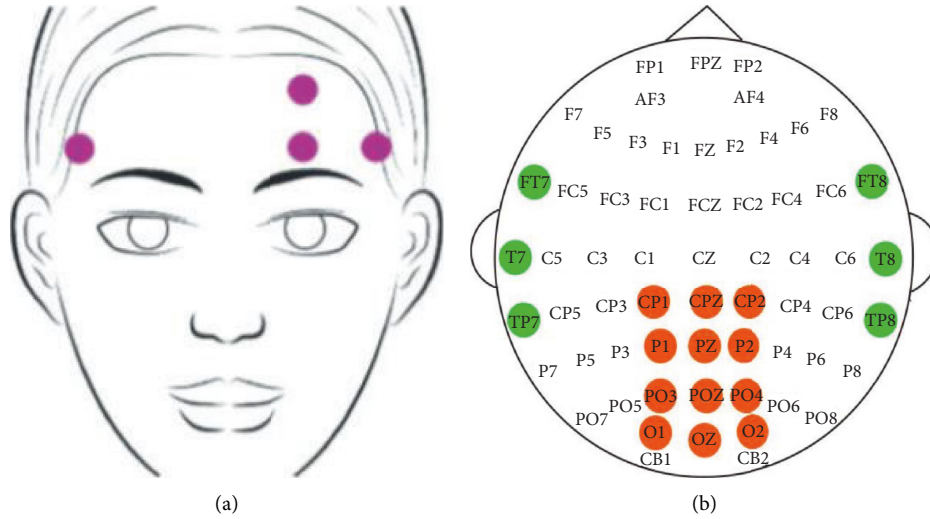 FP1 FPZ FP2
AF3 AF4
F7 F5 F3 F1 FZ F2 F4 F6 F8
FT7 FC5 FC3 FC1 FCZ FC2 FC4 FC6 FT8
T7 C5 C3 C1 CZ C2 C4 C6 T8
TP7 CP5 CP3 CP1 CPZ CP2 CP4 CP6 TP8
P7 P5 P3 P1 PZ P2 P4 P6 P8
PO7 PO5 PO3 POZ PO4 PO6 PO8
O1 OZ O2
CB1 CB2
(a) (b)